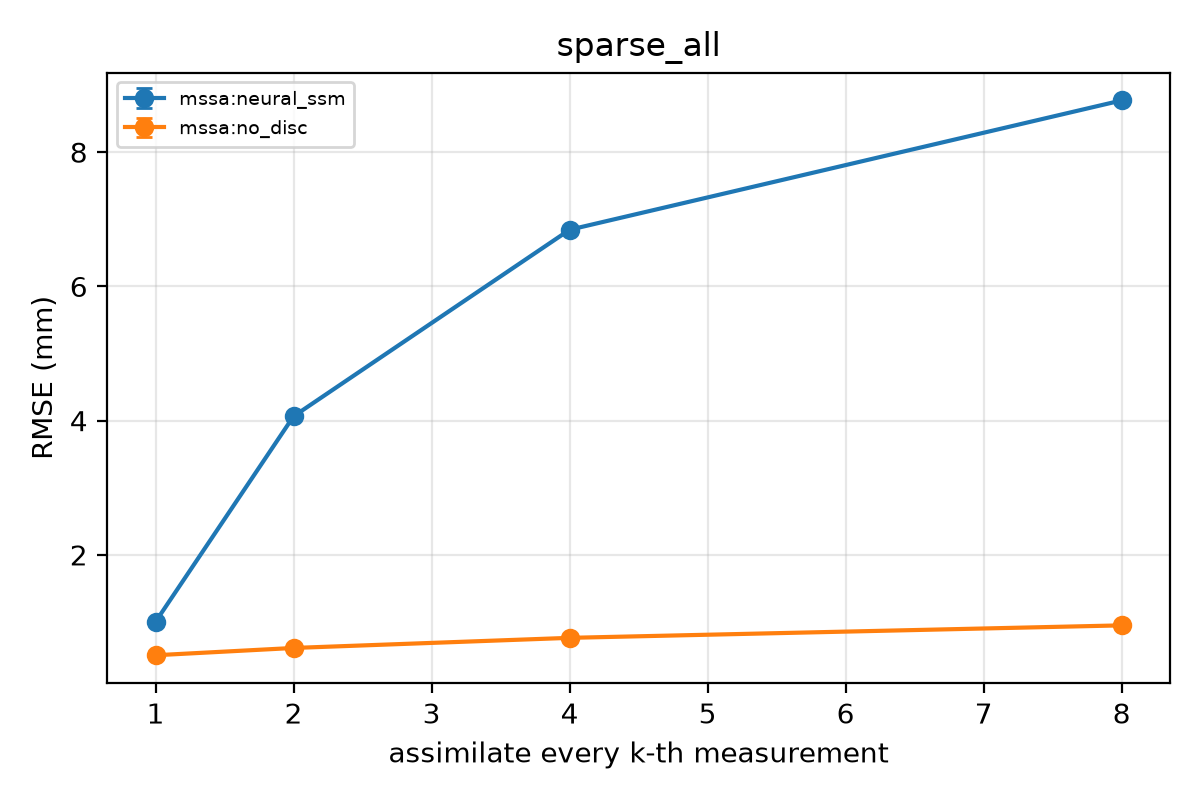 sparse_all
mssa:neural_ssm
mssa:no_disc
8
6
4
2
RMSE (mm)
1 2 3 4 5 6 7 8
assimilate every k-th measurement